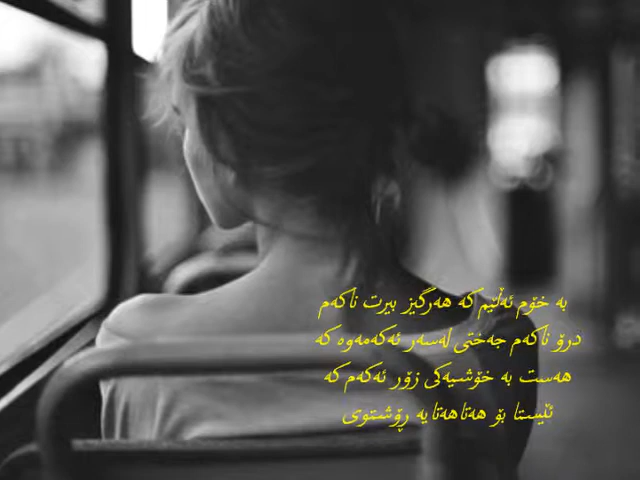 بە خۆم ئەڵێم کە هەرگیز بیرت ناکەم
درۆ ناکەم جەختی لەسەر ئەکەمەوە کە
هەست بە خۆشیەکی زۆر ئەکەم کە
ئێستا بۆ هەتاهەتایە ڕۆشتوی